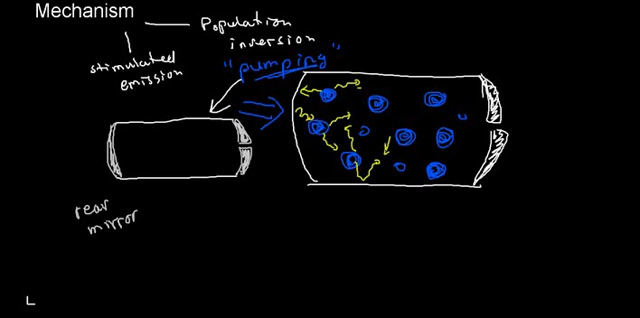 Mechanism
Population
inversion
stimulated
emission
"pumping"
rear
mirror
L